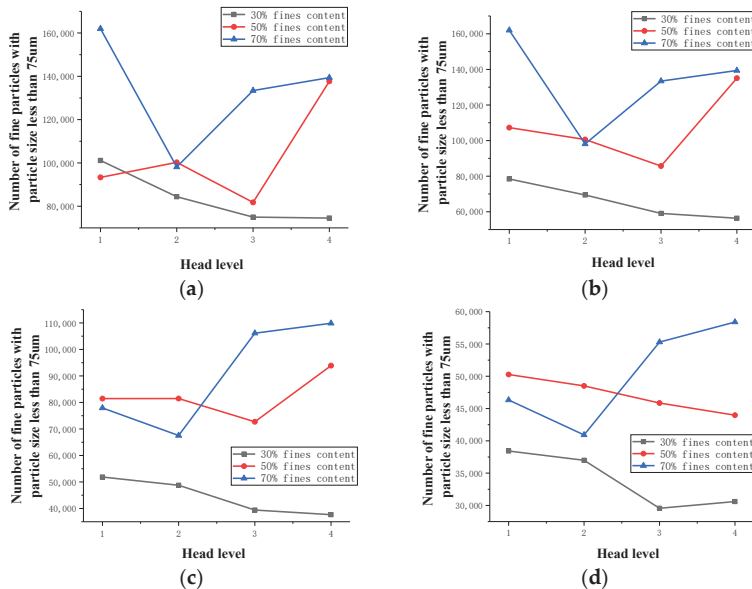 30% fines content
50% fines content
70% fines content
Number of fine particles with
particle size less than 75um
160,000
140,000
120,000
100,000
80,000
1
2
3
4
Head level
(a)
30% fines content
50% fines content
70% fines content
Number of fine particles with
particle size less than 75um
160,000
140,000
120,000
100,000
80,000
60,000
1
2
3
4
Head level
(b)
Number of fine particles with
particle size less than 75um
110,000
100,000
90,000
80,000
70,000
60,000
50,000
40,000
30% fines content
50% fines content
70% fines content
1
2
3
4
Head level
(c)
Number of fine particles with
particle size less than 75um
60,000
55,000
50,000
45,000
40,000
35,000
30,000
30% fines content
50% fines content
70% fines content
1
2
3
4
Head level
(d)